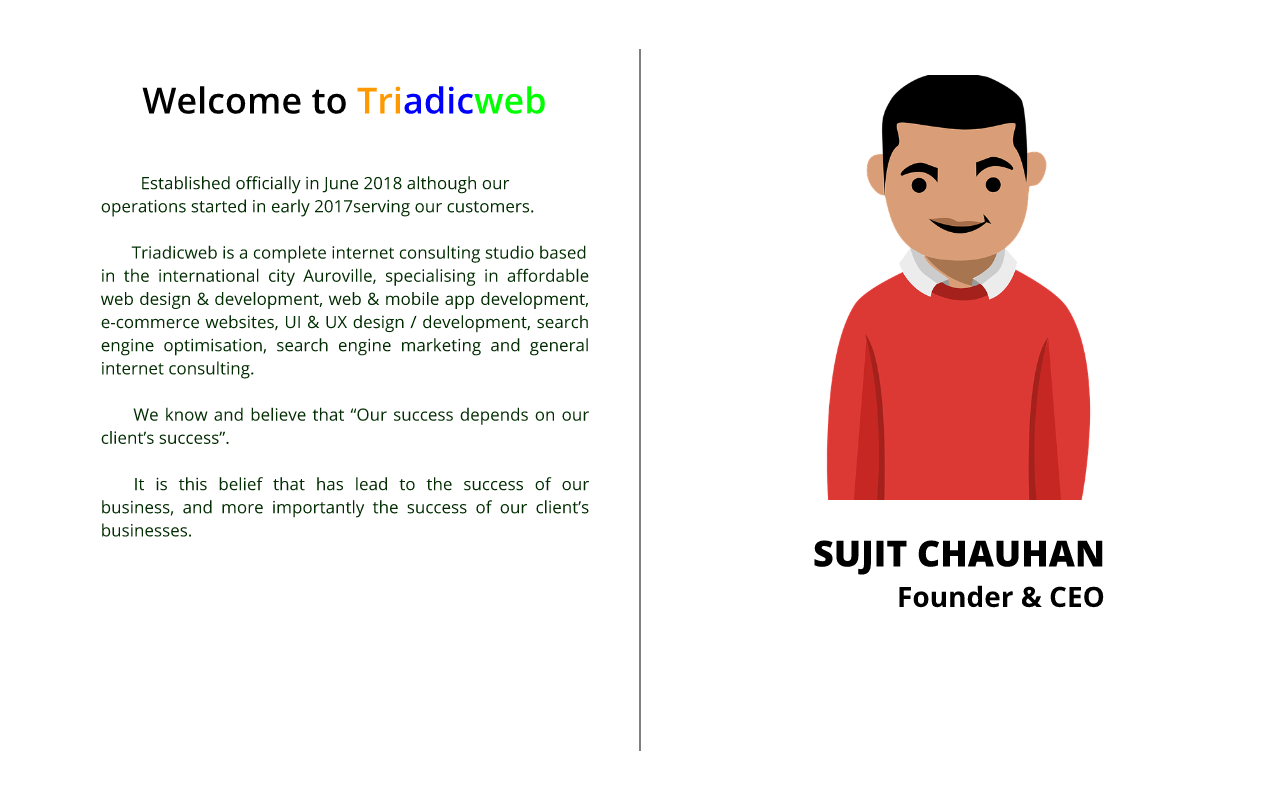 Welcome to Triadicweb
Established officially in June 2018 although our
operations started in early 2017serving our customers.
Triadicweb is a complete internet consulting studio based
in the international city Auroville, specialising in affordable
web design & development, web & mobile app development,
e-commerce websites, UI & UX design / development, search
engine optimisation, search engine marketing and general
internet consulting.
We know and believe that “Our success depends on our
client’s success”.
It is this belief that has lead to the success of our
business, and more importantly the success of our client’s
businesses.
SUJIT CHAUHAN
Founder & CEO